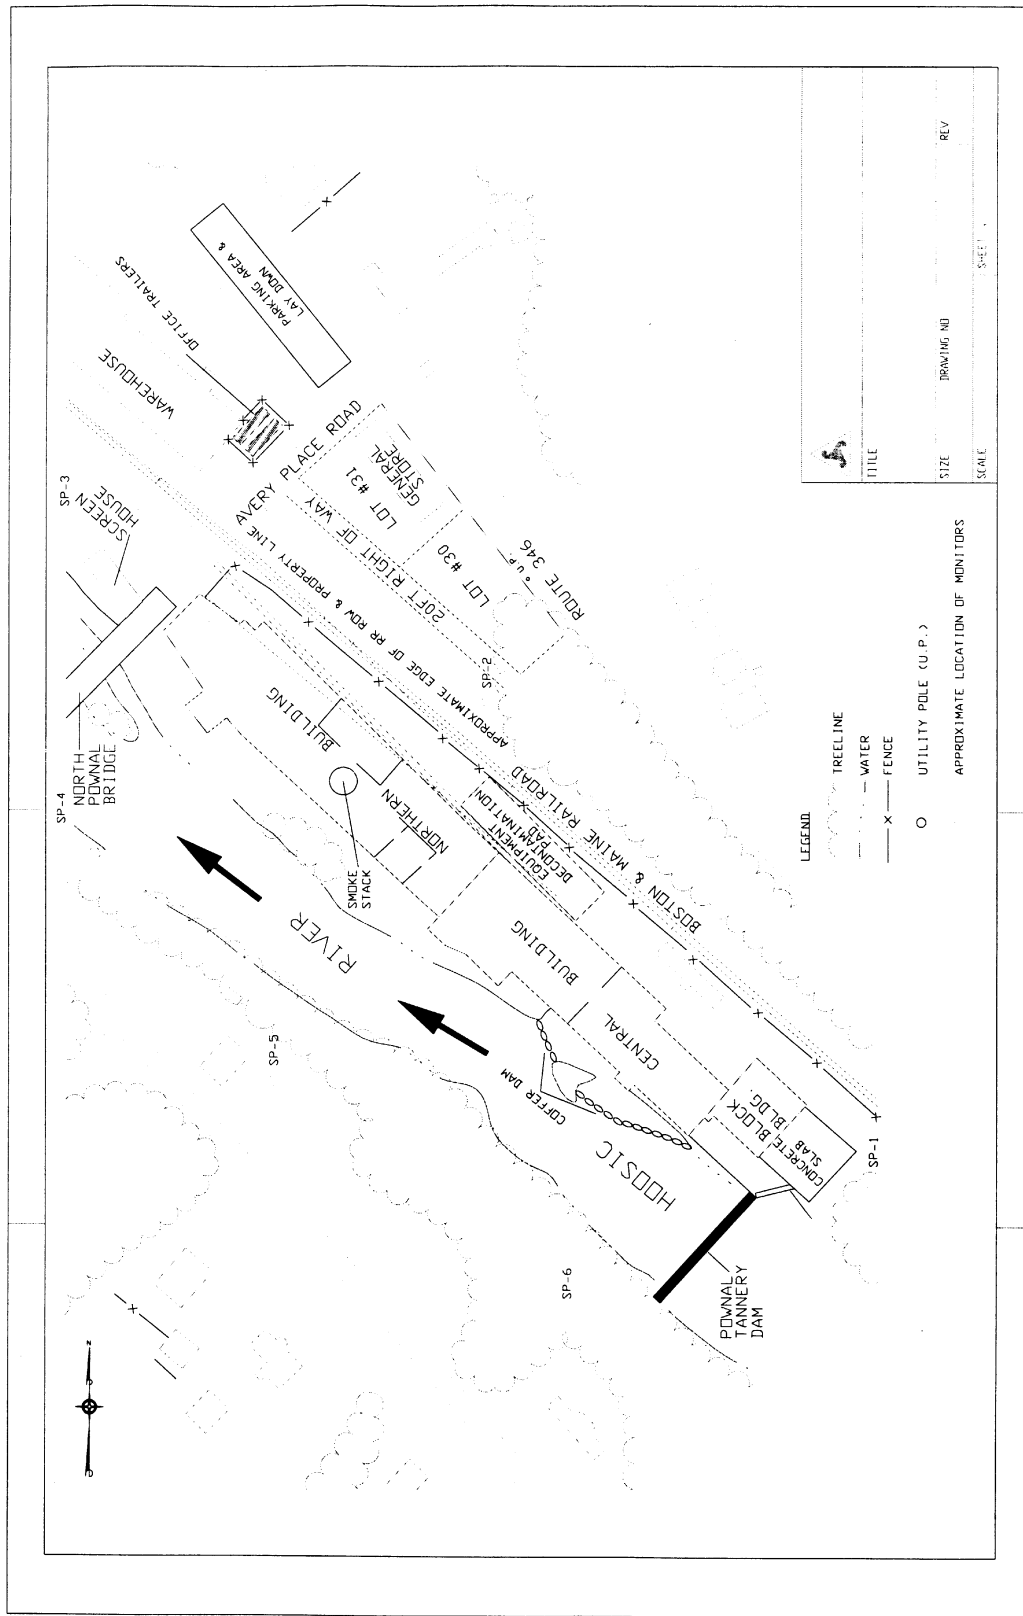 SP-4
NORTH
POWNAL
BRIDGE
SP-3
SCREEN
HOUSE
WAREHOUSE
OFFICE TRAILERS
PARKING AREA &
LAY DOWN
AVERY PLACE ROAD
LOT #31
GENERAL
STORE
LOT #30
20FT RIGHT OF WAY
ROUTE 346
U.P.
APPROXIMATE EDGE OF RR ROW & PROPERTY LINE
SP-2
BOSTON & MAINE RAILROAD
NORTHERN BUILDING
SMOKE
STACK
EQUIPMENT
DECONTAMINATION
PAD
CENTRAL BUILDING
HOOSIC RIVER
COFFER DAM
SP-5
SP-6
CONCRETE BLOCK
BLDG.
CONCRETE
SLAB
SP-1
POWNAL
TANNERY
DAM
N
LEGEND
TREELINE
WATER
FENCE
UTILITY POLE (U.P.)
APPROXIMATE LOCATION OF MONITORS
TITLE
SIZE
DRAWING NO
REV
SCALE
SHEET